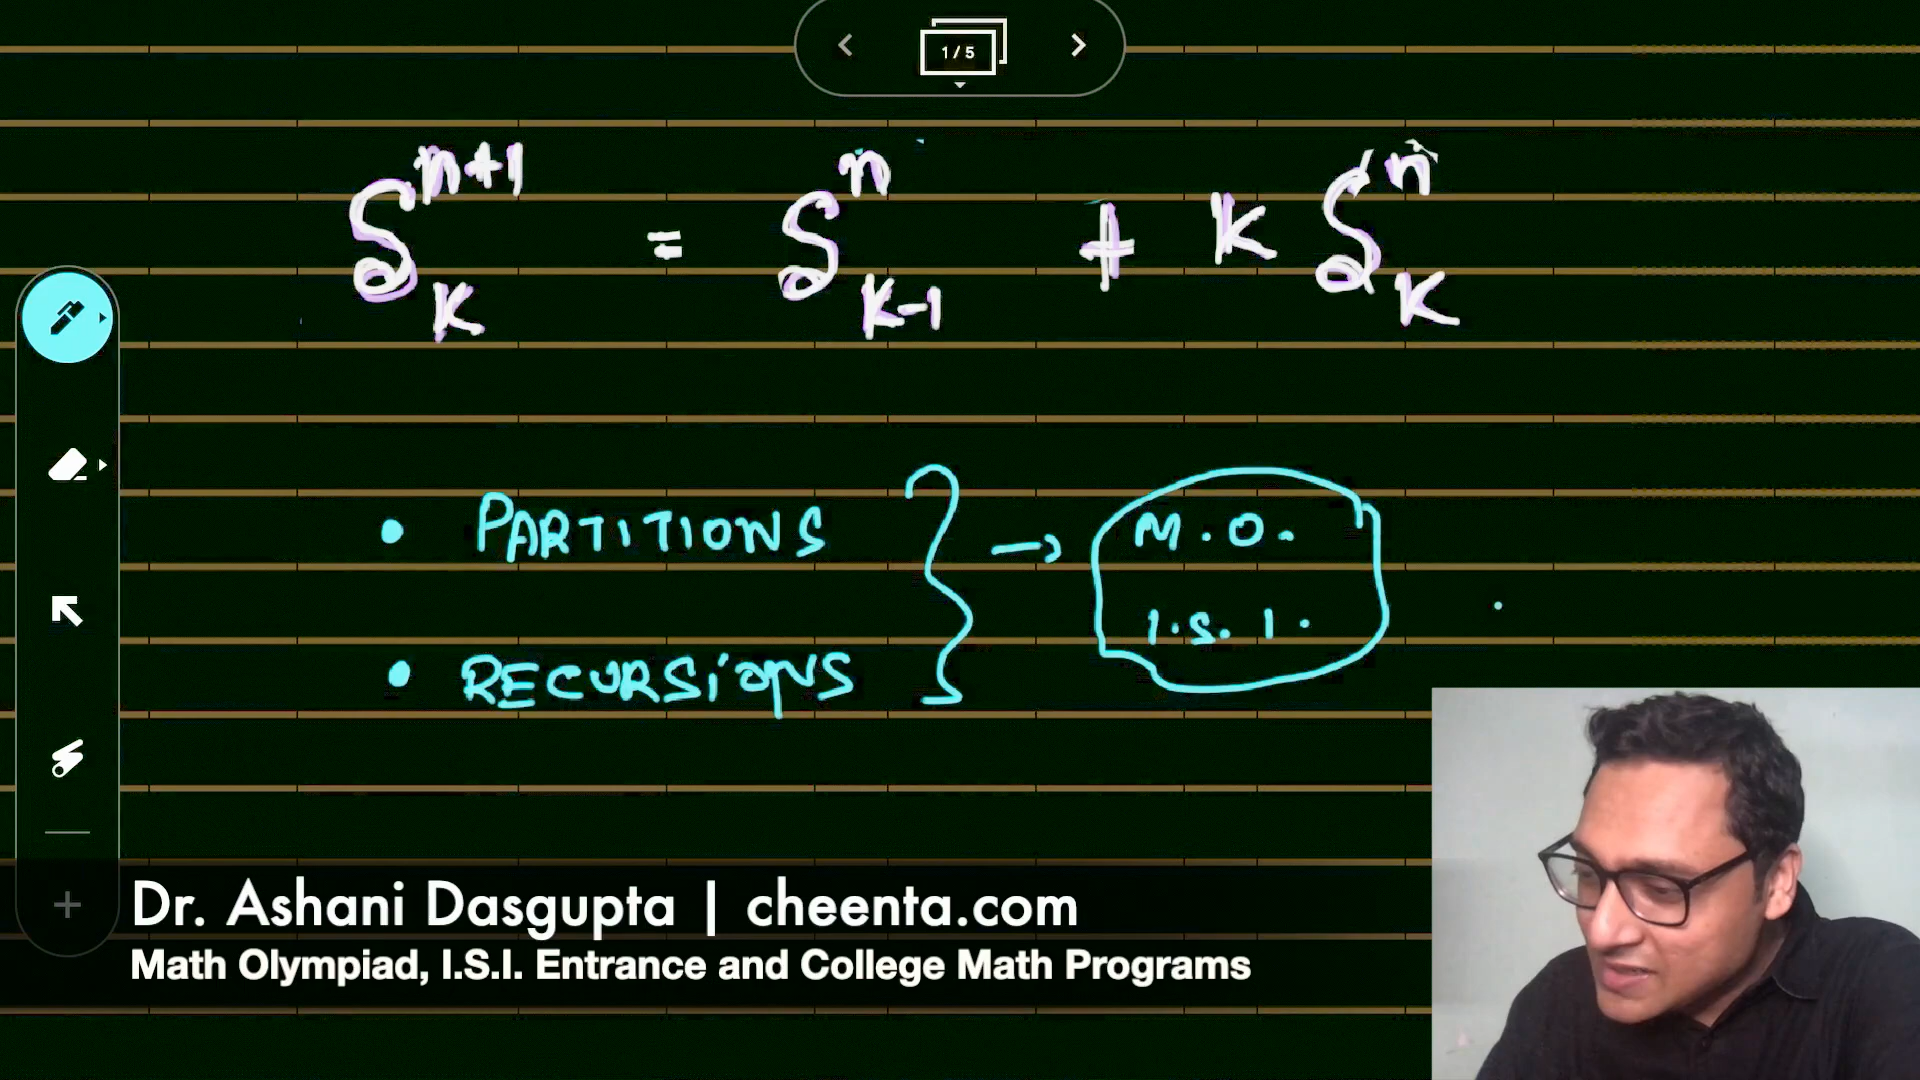 1 / 5
S^{n+1}_k = S^n_{k-1} + k S^n_k
• PARTITIONS
M.O.
I.S.I.
• RECURSIONS
Dr. Ashani Dasgupta | cheenta.com
Math Olympiad, I.S.I. Entrance and College Math Programs